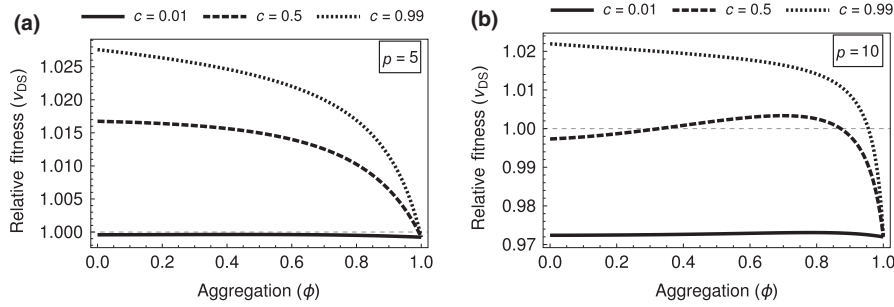 (a)
c = 0.01 c = 0.5 c = 0.99
p = 5
Relative fitness (vDS)
1.025
1.020
1.015
1.010
1.005
1.000
0.0 0.2 0.4 0.6 0.8 1.0
Aggregation (ϕ)
(b)
c = 0.01 c = 0.5 c = 0.99
p = 10
Relative fitness (vDS)
1.02
1.01
1.00
0.99
0.98
0.97
0.0 0.2 0.4 0.6 0.8 1.0
Aggregation (ϕ)